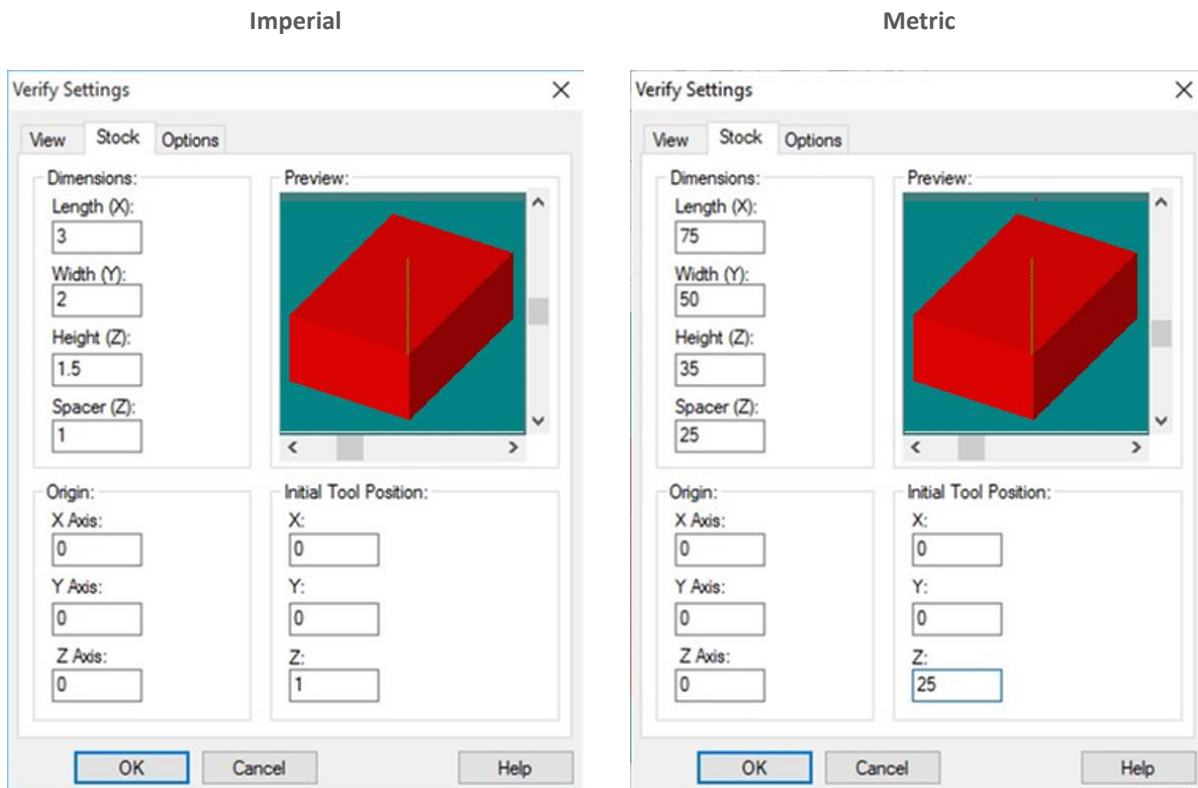 Imperial
Verify Settings
View Stock Options
Dimensions:
Length (X):
3
Width (Y):
2
Height (Z):
1.5
Spacer (Z):
1
Preview:
Origin:
X Axis:
0
Y Axis:
0
Z Axis:
0
Initial Tool Position:
X:
0
Y:
0
Z:
1
OK Cancel Help
Metric
Verify Settings
View Stock Options
Dimensions:
Length (X):
75
Width (Y):
50
Height (Z):
35
Spacer (Z):
25
Preview:
Origin:
X Axis:
0
Y Axis:
0
Z Axis:
0
Initial Tool Position:
X:
0
Y:
0
Z:
25
OK Cancel Help